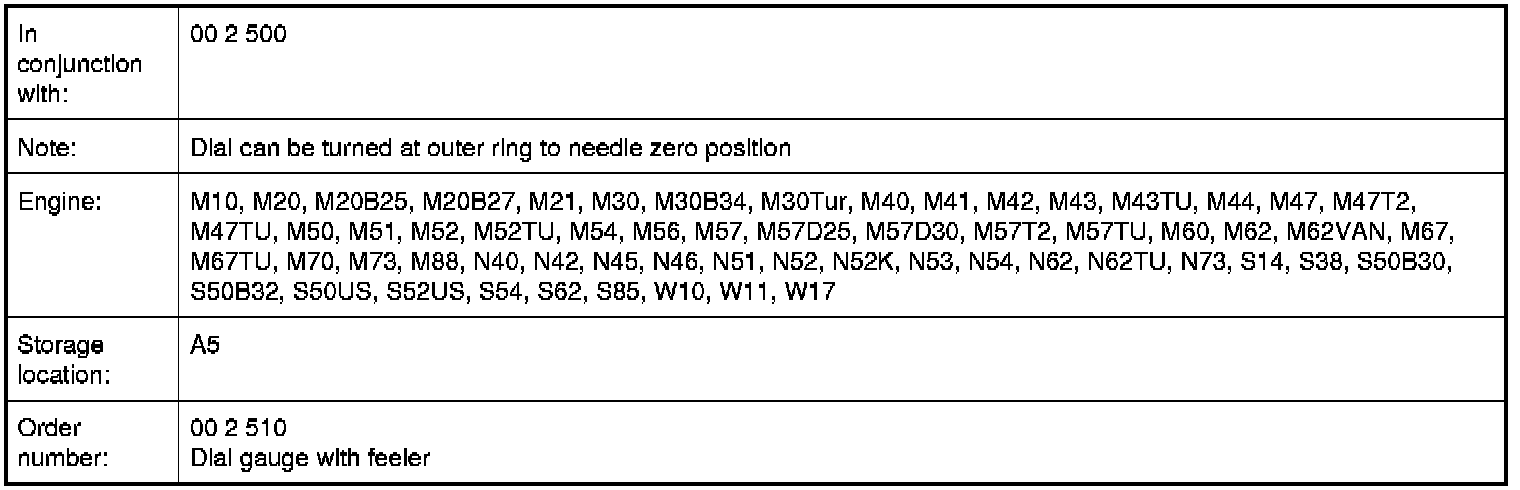 In
conjunction
with:
00 2 500
Note:
Dial can be turned at outer ring to needle zero position
Engine:
M10, M20, M20B25, M20B27, M21, M30, M30B34, M30Tur, M40, M41, M42, M43, M43TU, M44, M47, M47T2,
M47TU, M50, M51, M52, M52TU, M54, M56, M57, M57D25, M57D30, M57T2, M57TU, M60, M62, M62VAN, M67,
M67TU, M70, M73, M88, N40, N42, N45, N46, N51, N52, N52K, N53, N54, N62, N62TU, N73, S14, S38, S50B30,
S50B32, S50US, S52US, S54, S62, S85, W10, W11, W17
Storage
location:
A5
Order
number:
00 2 510
Dial gauge with feeler